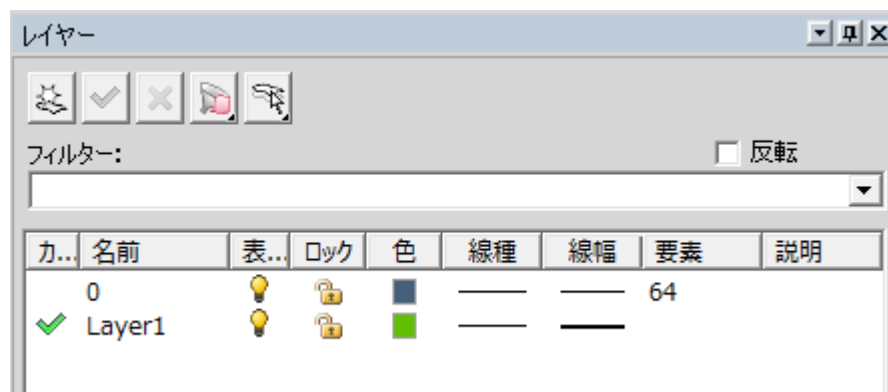 レイヤー
フィルター:
反転
カ... 名前 表... ロック 色 線種 線幅 要素 説明
0 64
Layer1